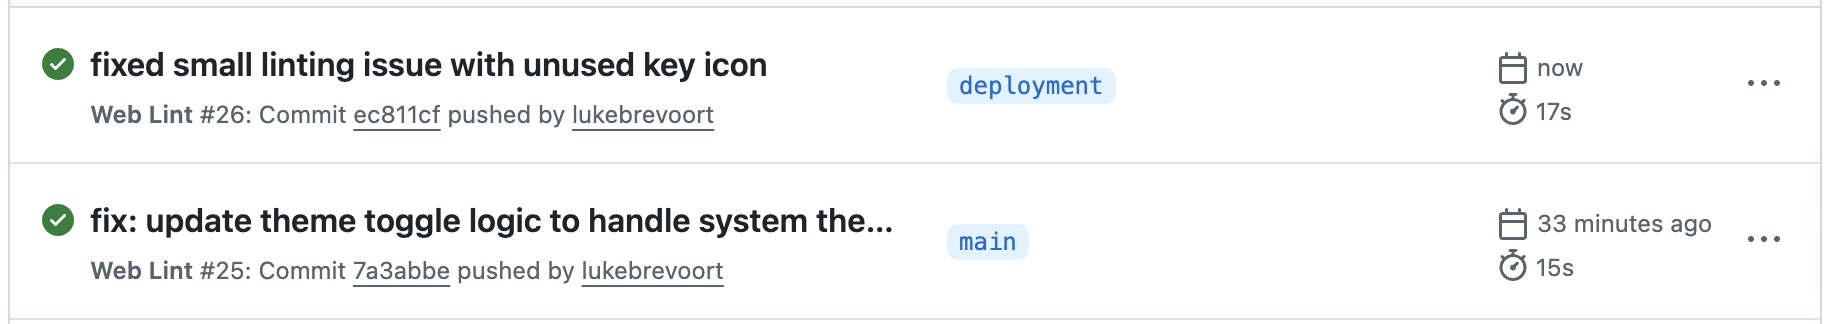 fixed small linting issue with unused key icon
Web Lint #26: Commit ec811cf pushed by lukebrevoort
deployment
now
17s
fix: update theme toggle logic to handle system the...
Web Lint #25: Commit 7a3abbe pushed by lukebrevoort
main
33 minutes ago
15s